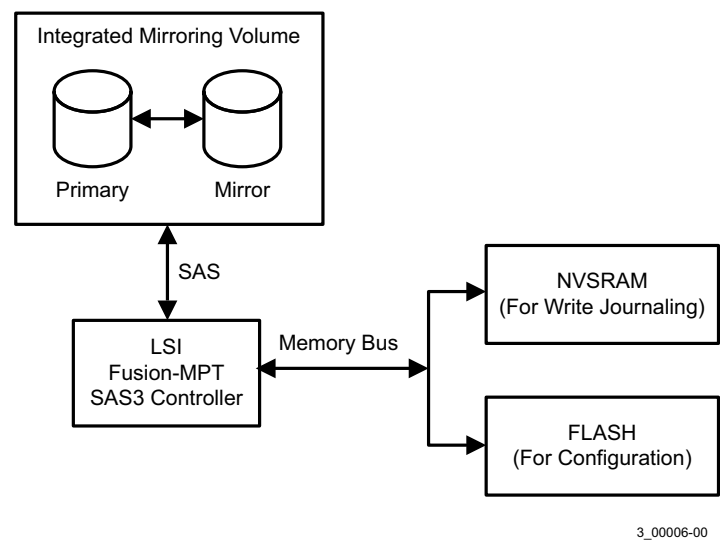 Integrated Mirroring Volume
Primary
Mirror
SAS
LSI
Fusion-MPT
SAS3 Controller
Memory Bus
NVSRAM
(For Write Journaling)
FLASH
(For Configuration)
3_00006-00